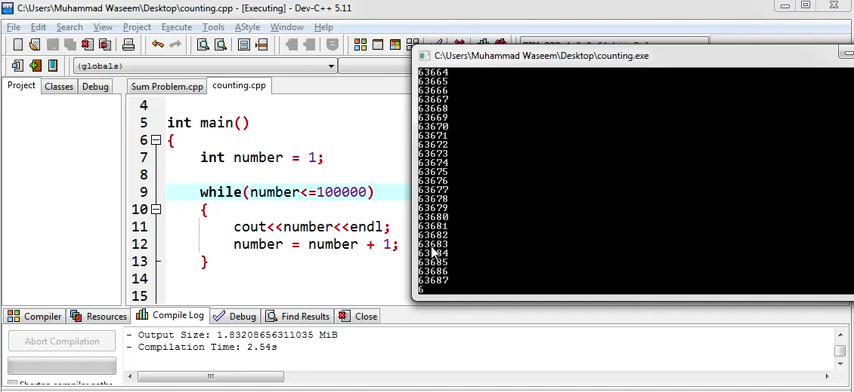 C:\Users\Muhammad Waseem\Desktop\counting.cpp - [Executing] - Dev-C++ 5.11
File Edit Search View Project Execute Tools AStyle Window Help
(globals)
Project Classes Debug Sum Problem.cpp counting.cpp
4
5 int main()
6 {
7 int number = 1;
8
9 while(number<=100000)
10 {
11 cout<<number<<endl;
12 number = number + 1;
13 }
14
15
C:\Users\Muhammad Waseem\Desktop\counting.exe
63664
63665
63666
63667
63668
63669
63670
63671
63672
63673
63674
63675
63676
63677
63678
63679
63680
63681
63682
63683
63684
63685
63686
63687
6
Compiler Resources Compile Log Debug Find Results Close
Abort Compilation
- Output Size: 1.83208656311035 MiB
- Compilation Time: 2.54s